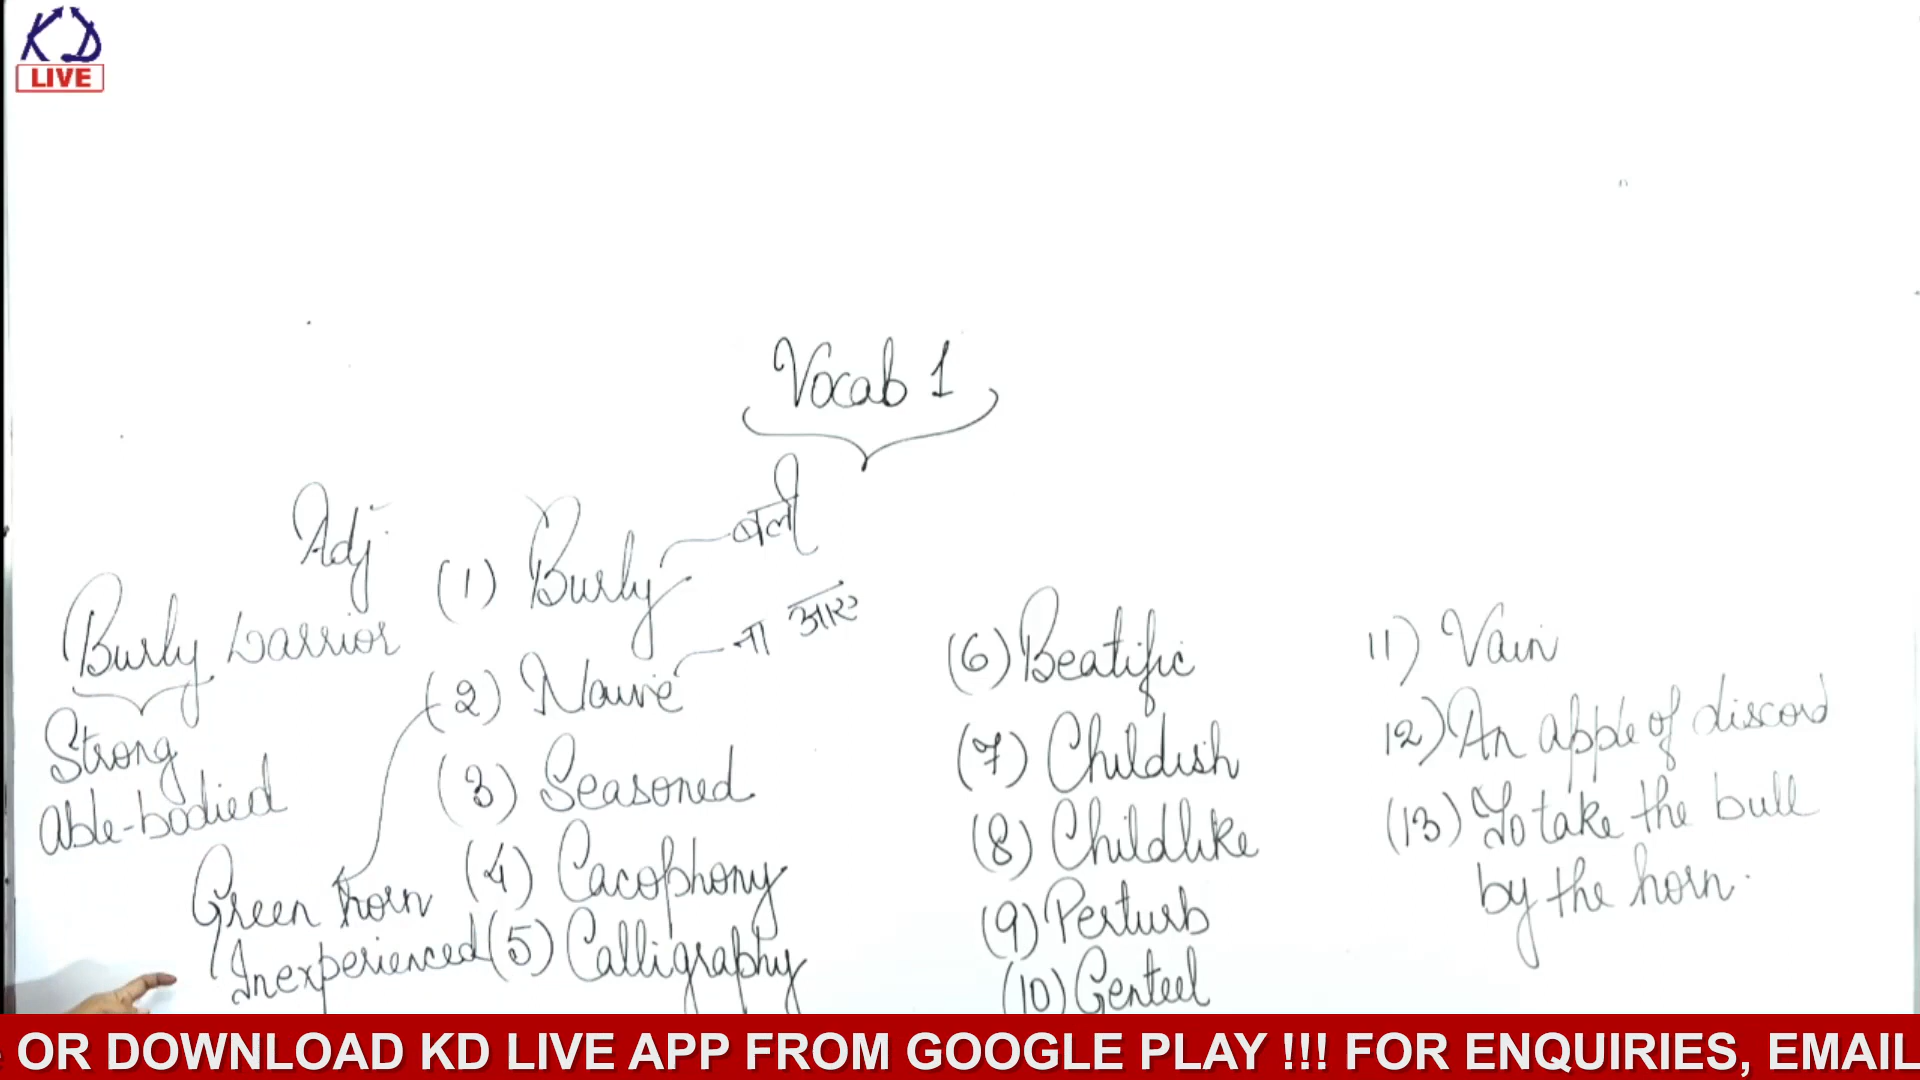 KD
LIVE
Vocab 1
Adj
(1) Burly
बली
Burly warrior
Strong
able-bodied
(2) Naive
ना आए
Green horn
Inexperienced
(3) Seasoned
(4) Cacophony
(5) Calligraphy
(6) Beatific
(7) Childish
(8) Childlike
(9) Perturb
(10) Genteel
11) Vain
12) An apple of discord
(13) To take the bull
by the horn.
OR DOWNLOAD KD LIVE APP FROM GOOGLE PLAY !!! FOR ENQUIRIES, EMAIL